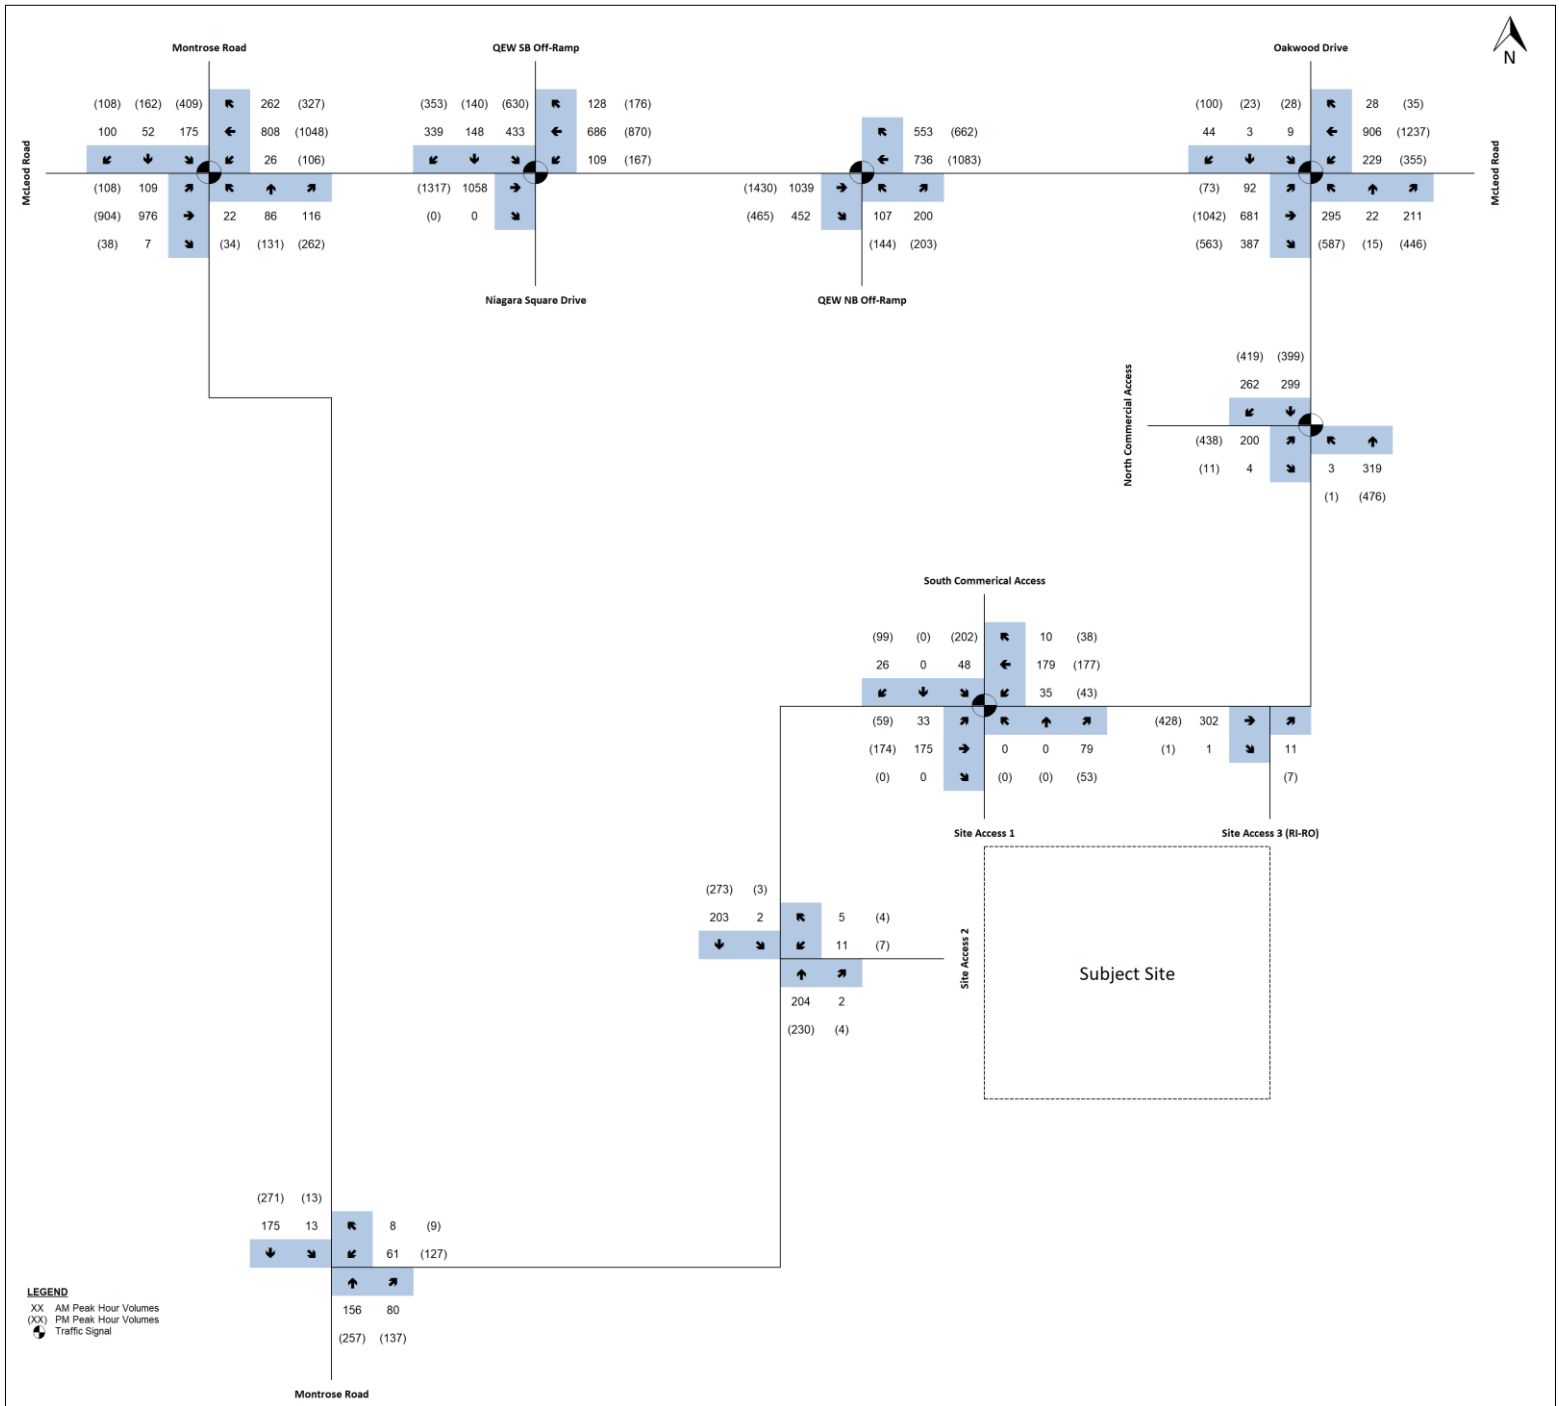 N
Montrose Road
QEW SB Off-Ramp
Oakwood Drive
(108) (162) (409) 262 (327)
(353) (140) (630) 128 (176)
(100) (23) (28) 28 (35)
100 52 175 808 (1048)
339 148 433 686 (870)
553 (662)
44 3 9 906 (1237)
26 (106)
109 (167)
736 (1083)
229 (355)
McLeod Road
McLeod Road
(108) 109
(1317) 1058
(1430) 1039
(73) 92
(904) 976 22 86 116
(0) 0
(465) 452 107 200
(1042) 681 295 22 211
(38) 7 (34) (131) (262)
(144) (203)
(563) 387 (587) (15) (446)
Niagara Square Drive
QEW NB Off-Ramp
North Commercial Access
(419) (399)
262 299
(438) 200
(11) 4 3 319
(1) (476)
South Commerical Access
(99) (0) (202) 10 (38)
26 0 48 179 (177)
35 (43)
(59) 33
(428) 302
(174) 175 0 0 79
(1) 1 11
(0) 0 (0) (0) (53)
(7)
Site Access 1
Site Access 3 (RI-RO)
(273) (3)
203 2 5 (4)
11 (7)
Site Access 2
Subject Site
204 2
(230) (4)
(271) (13)
175 13 8 (9)
61 (127)
156 80
(257) (137)
Montrose Road
LEGEND
XX AM Peak Hour Volumes
(XX) PM Peak Hour Volumes
Traffic Signal